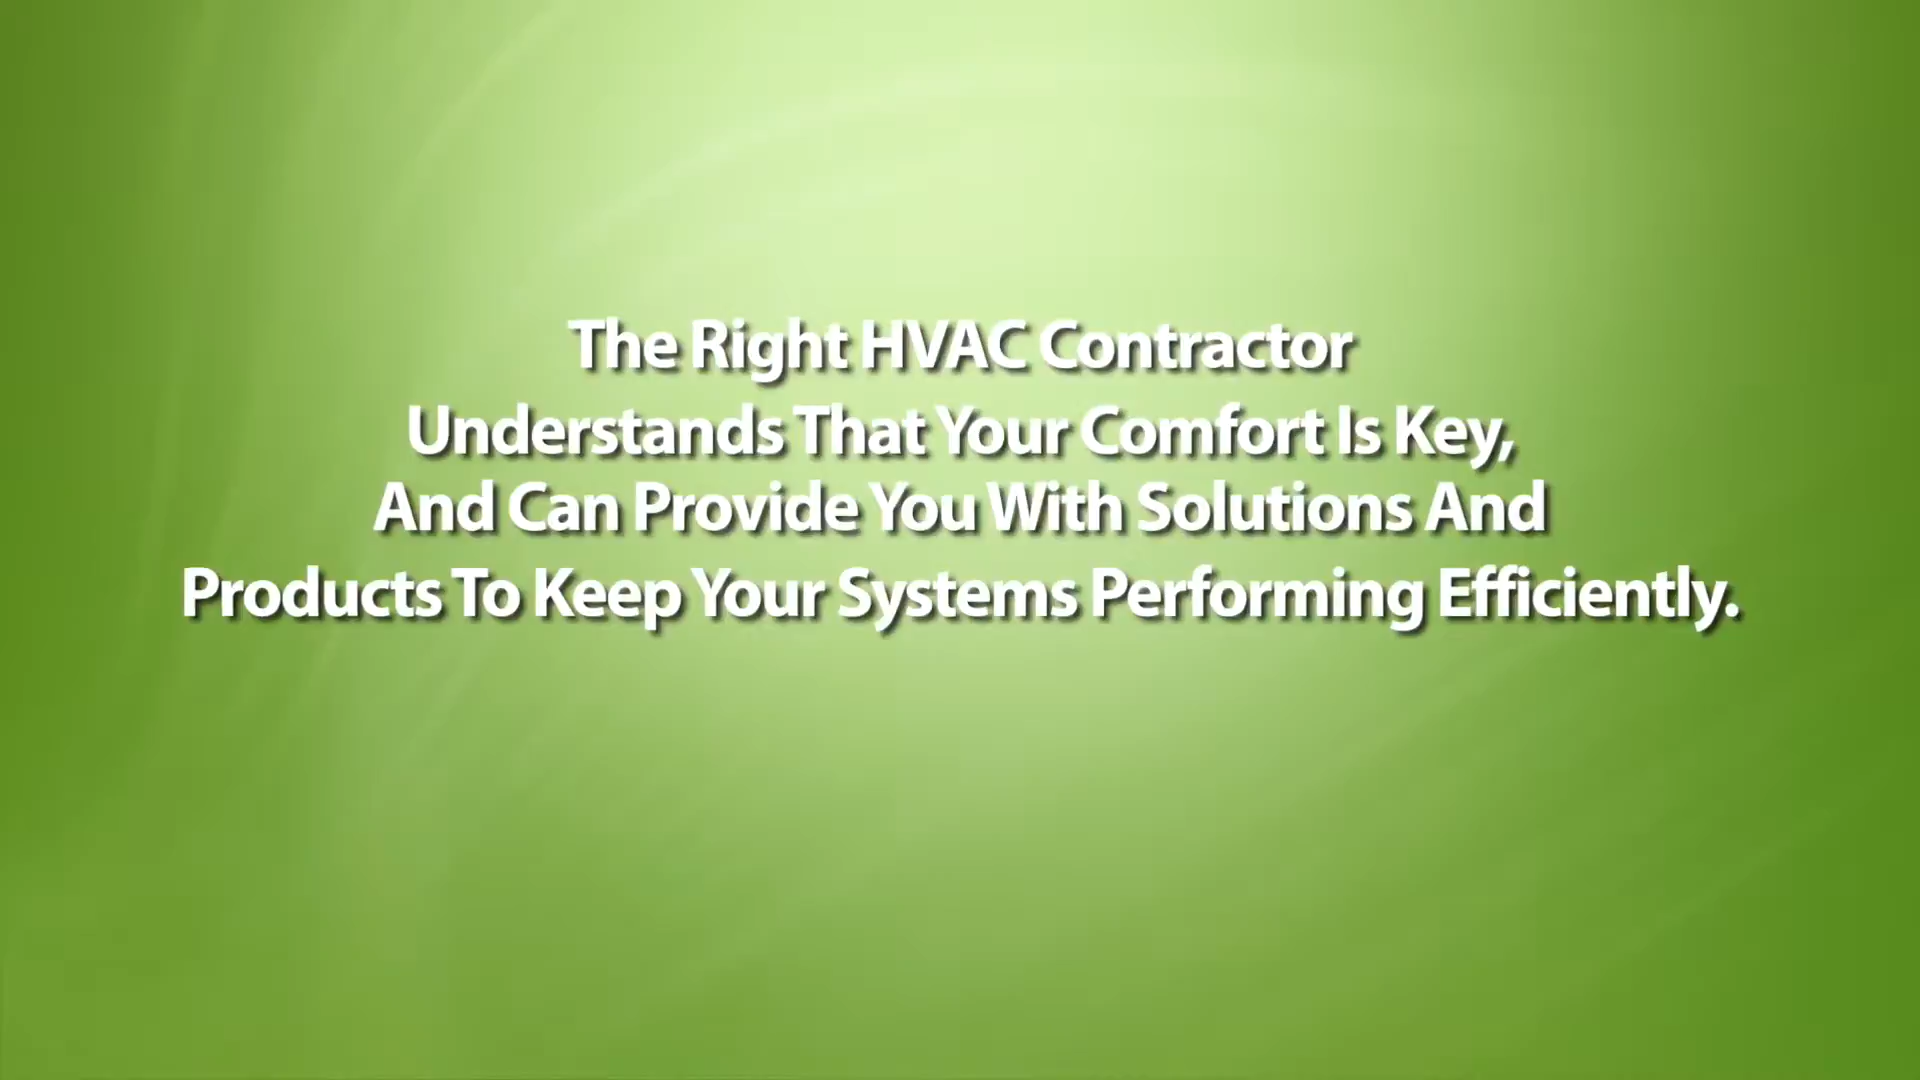 The Right HVAC Contractor
Understands That Your Comfort Is Key,
And Can Provide You With Solutions And
Products To Keep Your Systems Performing Efficiently.